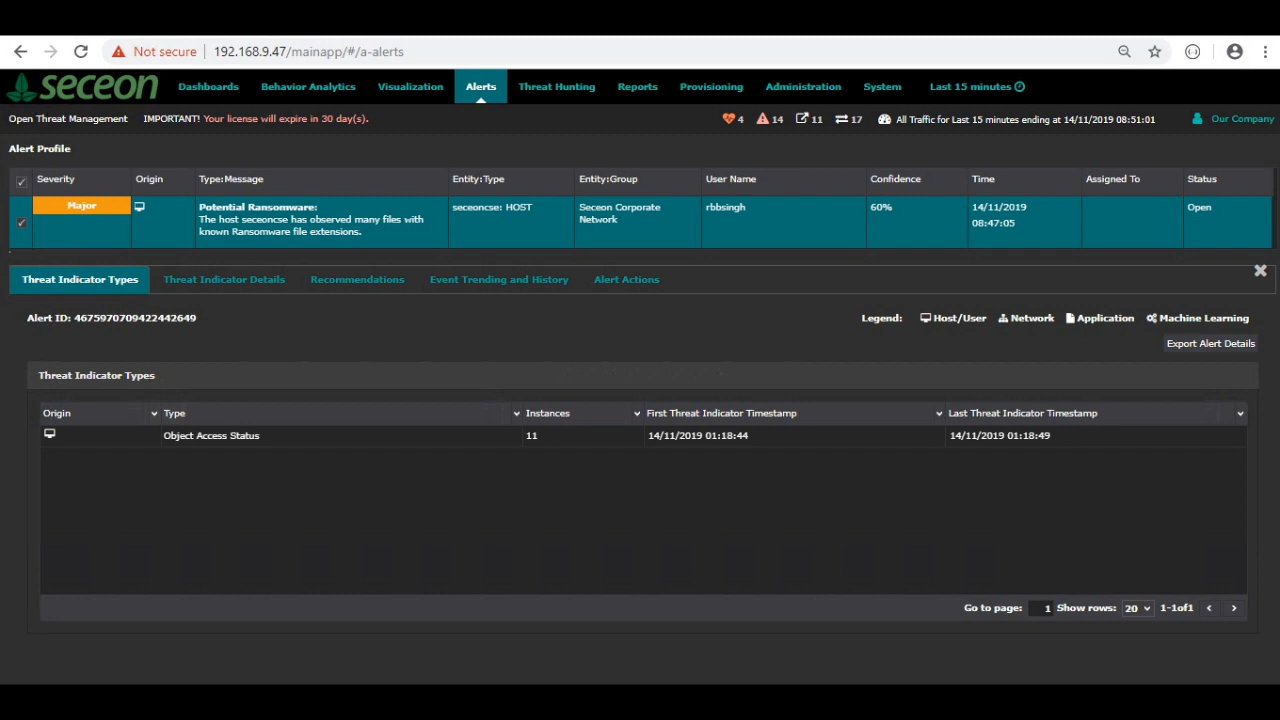 Not secure 192.168.9.47/mainapp/#/a-alerts
seceon Dashboards Behavior Analytics Visualization Alerts Threat Hunting Reports Provisioning Administration System Last 15 minutes
Open Threat Management IMPORTANT! Your license will expire in 30 day(s). 4 14 11 17 All Traffic for Last 15 minutes ending at 14/11/2019 08:51:01 Our Company
Alert Profile
Severity Origin Type:Message Entity:Type Entity:Group User Name Confidence Time Assigned To Status
Major Potential Ransomware: seceoncse: HOST Seceon Corporate rbbsingh 60% 14/11/2019 Open
The host seceoncse has observed many files with Network 08:47:05
known Ransomware file extensions.
Threat Indicator Types Threat Indicator Details Recommendations Event Trending and History Alert Actions
Alert ID: 4675970709422442649 Legend: Host/User Network Application Machine Learning
Export Alert Details
Threat Indicator Types
Origin Type Instances First Threat Indicator Timestamp Last Threat Indicator Timestamp
Object Access Status 11 14/11/2019 01:18:44 14/11/2019 01:18:49
Go to page: 1 Show rows: 20 1-1of1